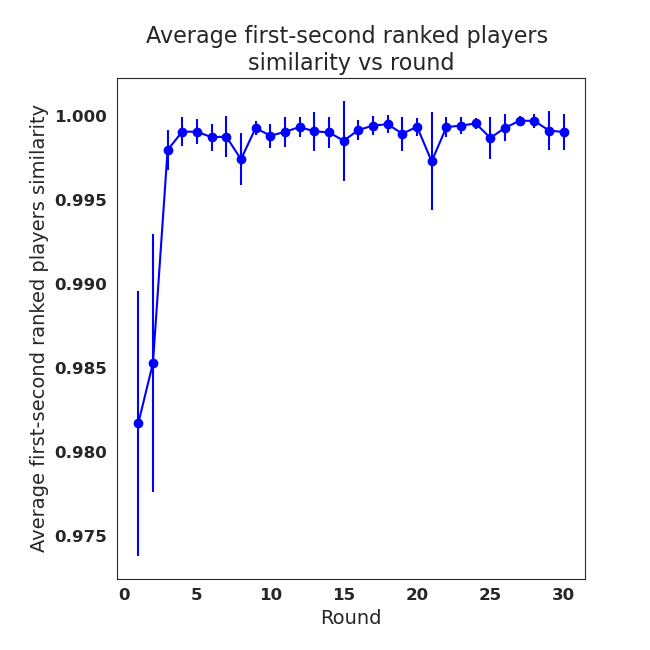 Average first-second ranked players
similarity vs round
Average first-second ranked players similarity
1.000
0.995
0.990
0.985
0.980
0.975
0 5 10 15 20 25 30
Round